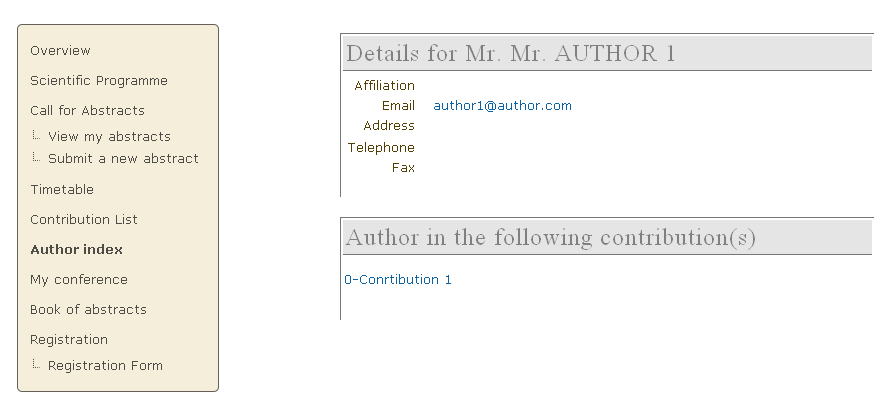 Overview
Scientific Programme
Call for Abstracts
View my abstracts
Submit a new abstract
Timetable
Contribution List
Author index
My conference
Book of abstracts
Registration
Registration Form
Details for Mr. Mr. AUTHOR 1
Affiliation
Email author1@author.com
Address
Telephone
Fax
Author in the following contribution(s)
0-Conrtibution 1